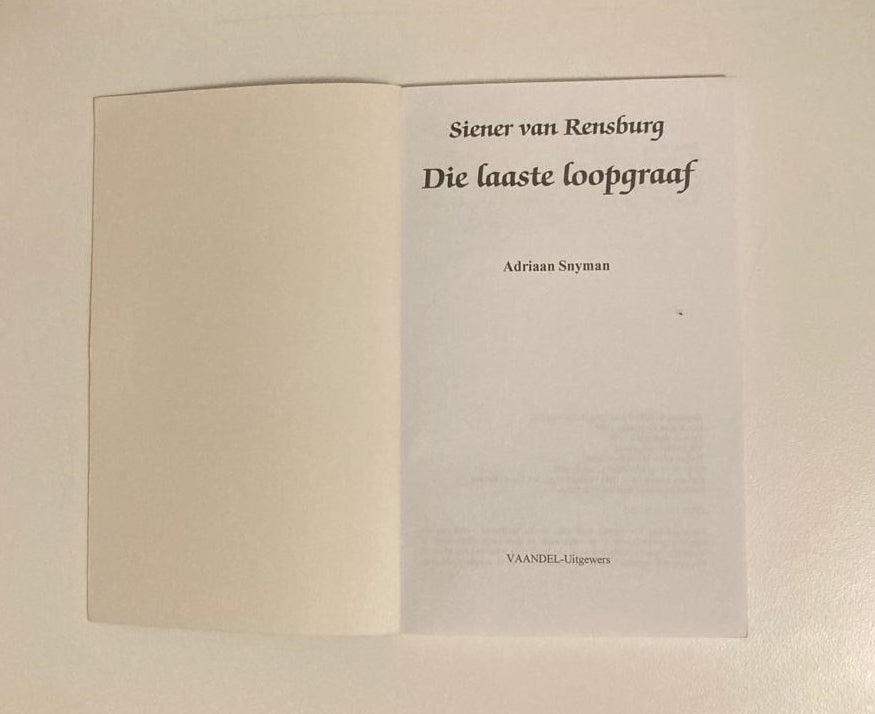 Siener van Rensburg
Die laaste loopgraaf
Adriaan Snyman
VAANDEL-Uitgewers